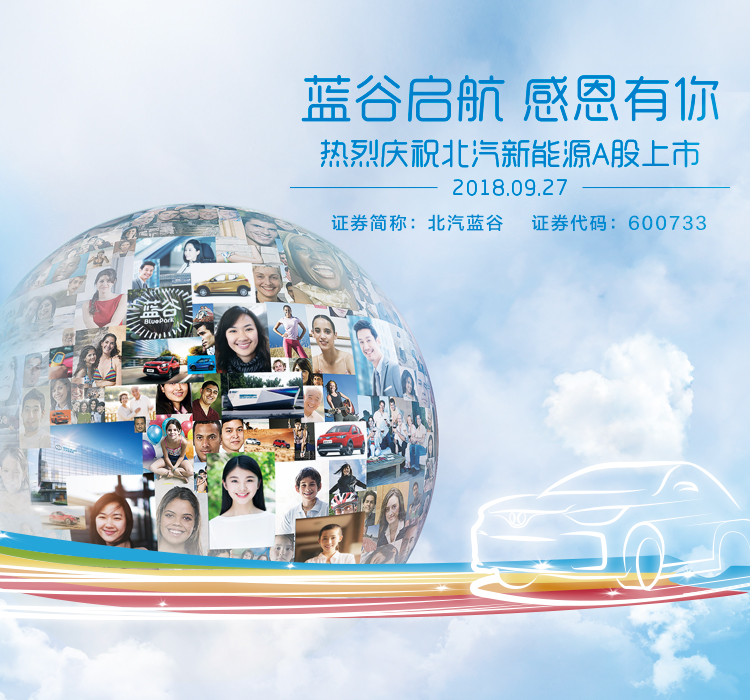 蓝谷启航 感恩有你
热烈庆祝北汽新能源A股上市
2018.09.27
证券简称：北汽蓝谷 证券代码：600733
蓝谷
BluePark